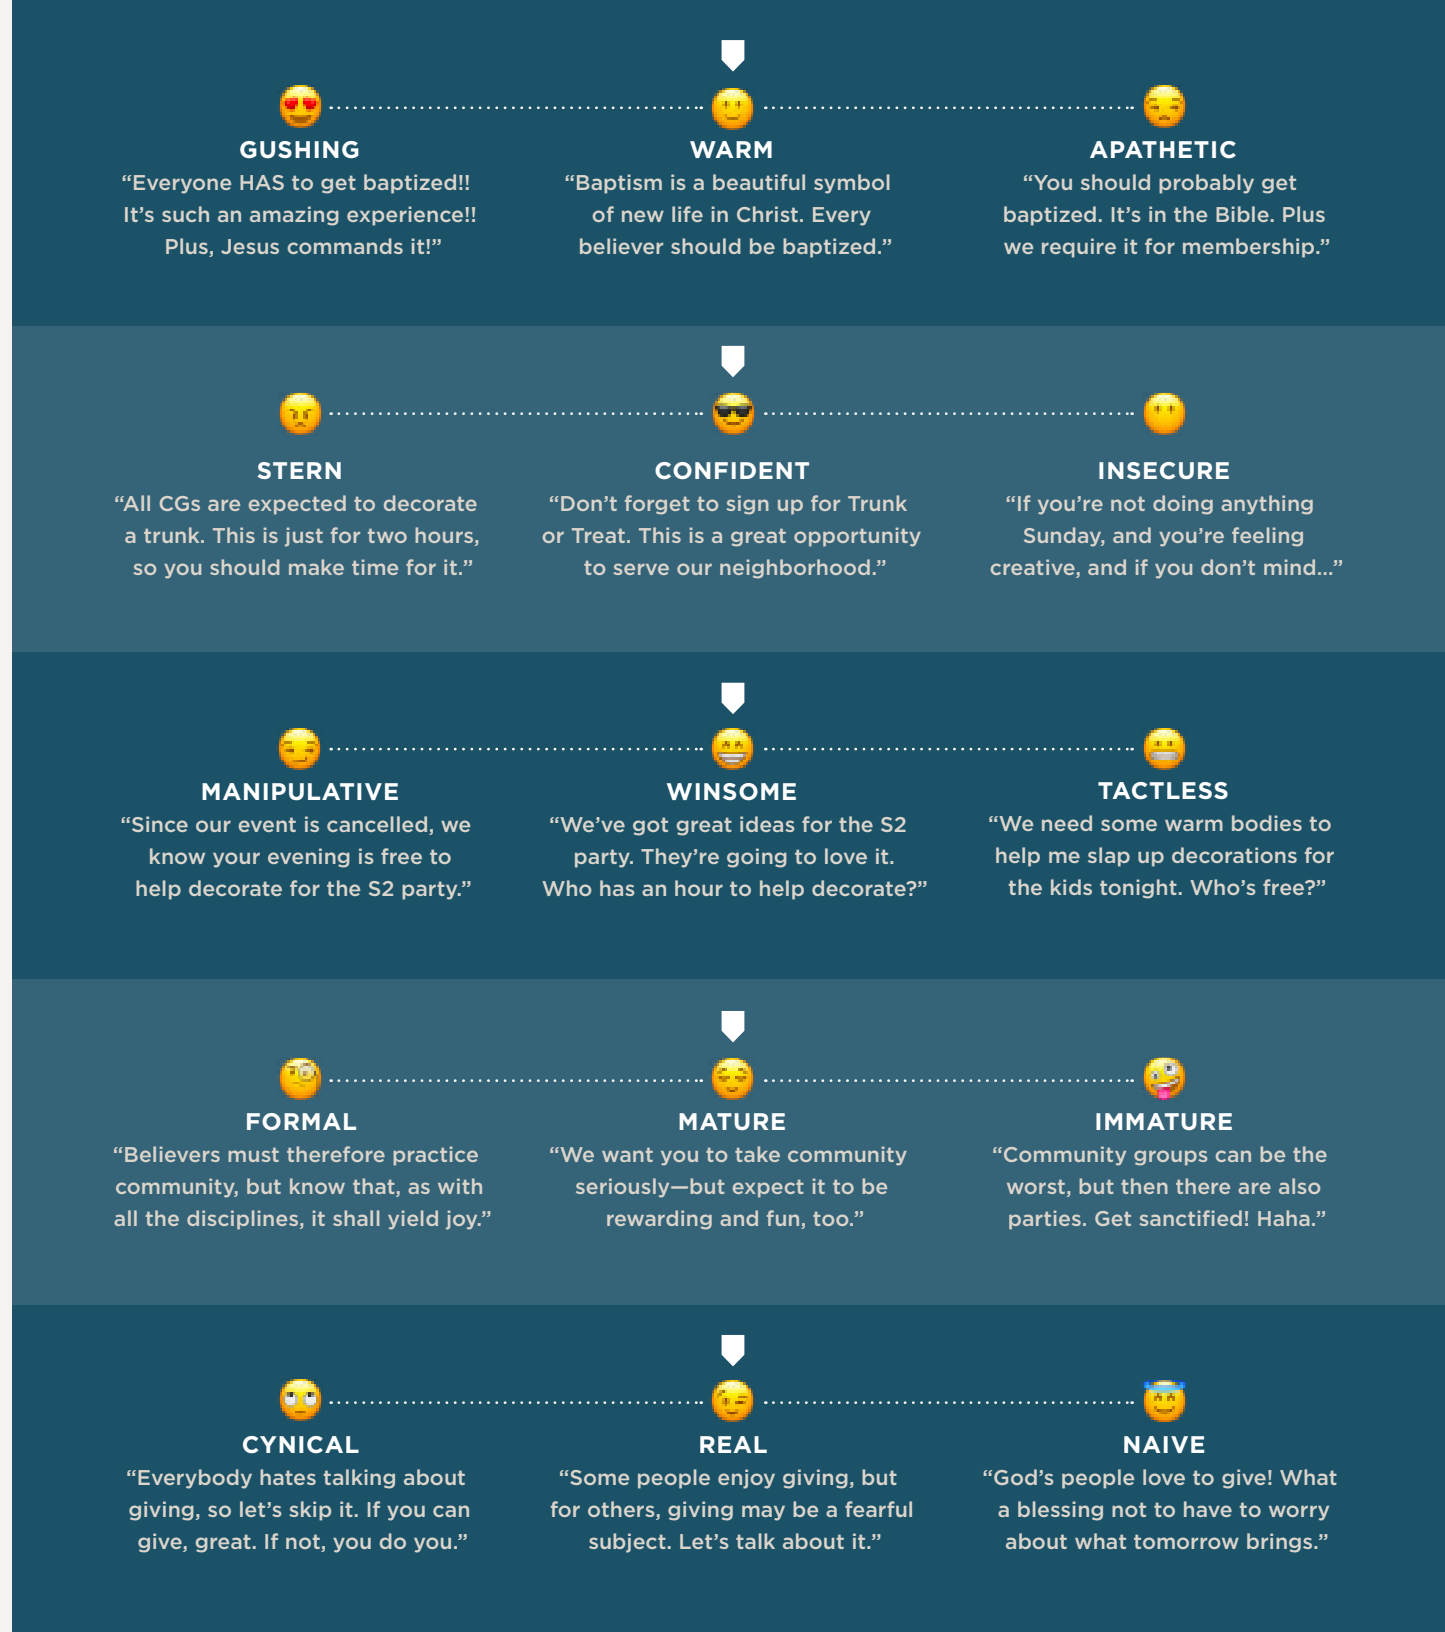 GUSHING
“Everyone HAS to get baptized!!
It’s such an amazing experience!!
Plus, Jesus commands it!”
WARM
“Baptism is a beautiful symbol
of new life in Christ. Every
believer should be baptized.”
APATHETIC
“You should probably get
baptized. It’s in the Bible. Plus
we require it for membership.”
STERN
“All CGs are expected to decorate
a trunk. This is just for two hours,
so you should make time for it.”
CONFIDENT
“Don’t forget to sign up for Trunk
or Treat. This is a great opportunity
to serve our neighborhood.”
INSECURE
“If you’re not doing anything
Sunday, and you’re feeling
creative, and if you don’t mind...”
MANIPULATIVE
“Since our event is cancelled, we
know your evening is free to
help decorate for the S2 party.”
WINSOME
“We’ve got great ideas for the S2
party. They’re going to love it.
Who has an hour to help decorate?”
TACTLESS
“We need some warm bodies to
help me slap up decorations for
the kids tonight. Who’s free?”
FORMAL
“Believers must therefore practice
community, but know that, as with
all the disciplines, it shall yield joy.”
MATURE
“We want you to take community
seriously—but expect it to be
rewarding and fun, too.”
IMMATURE
“Community groups can be the
worst, but then there are also
parties. Get sanctified! Haha.”
CYNICAL
“Everybody hates talking about
giving, so let’s skip it. If you can
give, great. If not, you do you.”
REAL
“Some people enjoy giving, but
for others, giving may be a fearful
subject. Let’s talk about it.”
NAIVE
“God’s people love to give! What
a blessing not to have to worry
about what tomorrow brings.”